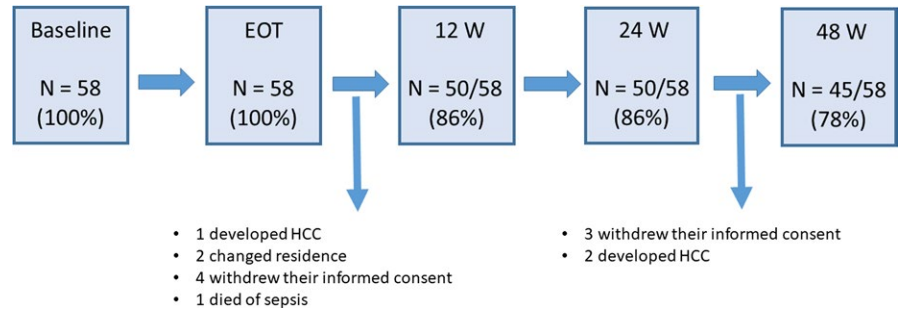 Baseline
N = 58
(100%)
EOT
N = 58
(100%)
12 W
N = 50/58
(86%)
24 W
N = 50/58
(86%)
48 W
N = 45/58
(78%)
• 1 developed HCC
• 2 changed residence
• 4 withdrew their informed consent
• 1 died of sepsis
• 3 withdrew their informed consent
• 2 developed HCC